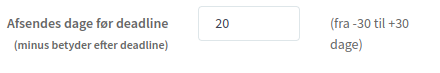 Afsendes dage før deadline
(minus betyder efter deadline)
20
(fra -30 til +30
dage)